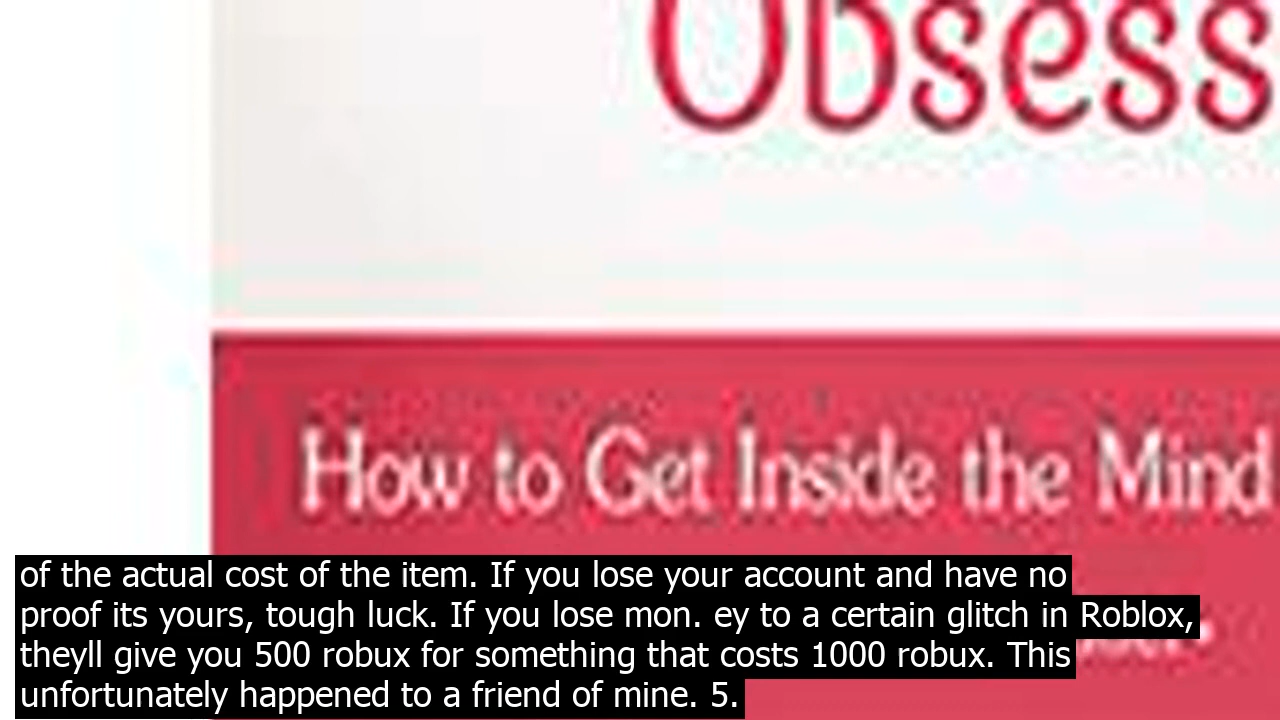 Obsess
How to Get Inside the Mind
of the actual cost of the item. If you lose your account and have no
proof its yours, tough luck. If you lose mon. ey to a certain glitch in Roblox,
theyll give you 500 robux for something that costs 1000 robux. This
unfortunately happened to a friend of mine. 5.